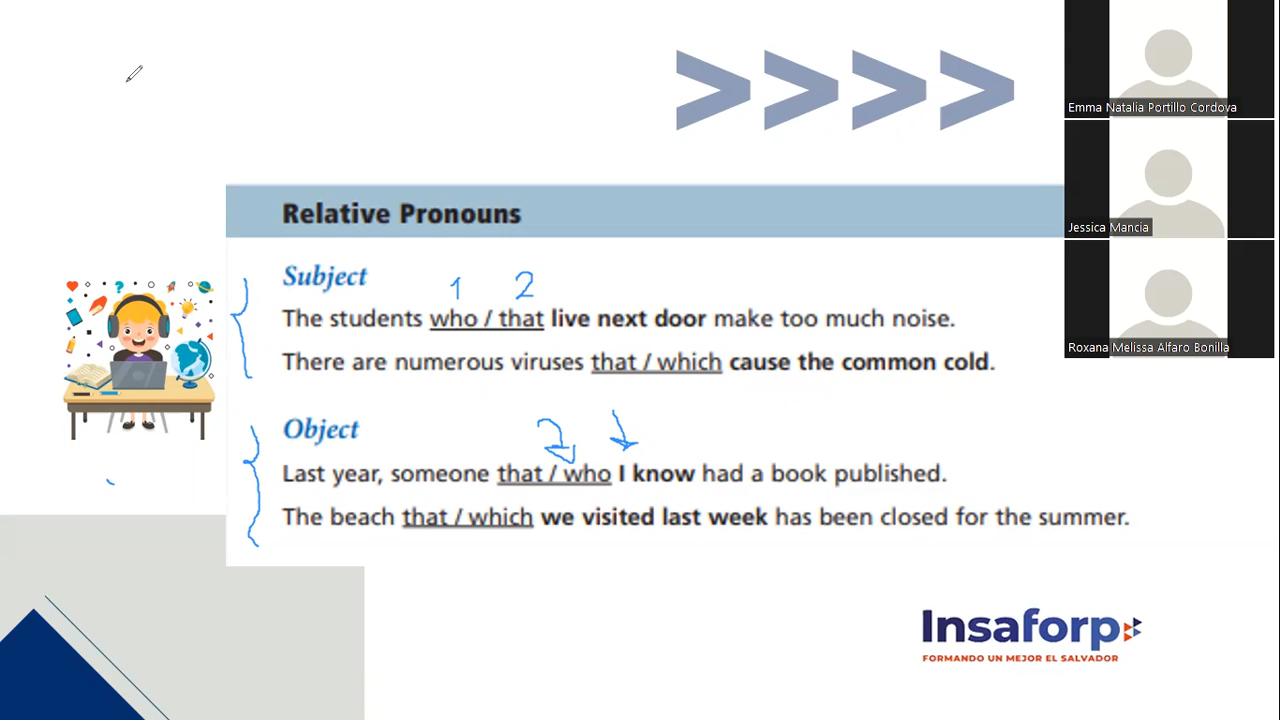 >>>>
Emma Natalia Portillo Cordova
Jessica Mancia
Roxana Melissa Alfaro Bonilla
Relative Pronouns
Subject
1 2
The students who / that live next door make too much noise.
There are numerous viruses that / which cause the common cold.
Object
Last year, someone that / who I know had a book published.
The beach that / which we visited last week has been closed for the summer.
Insaforp
FORMANDO UN MEJOR EL SALVADOR